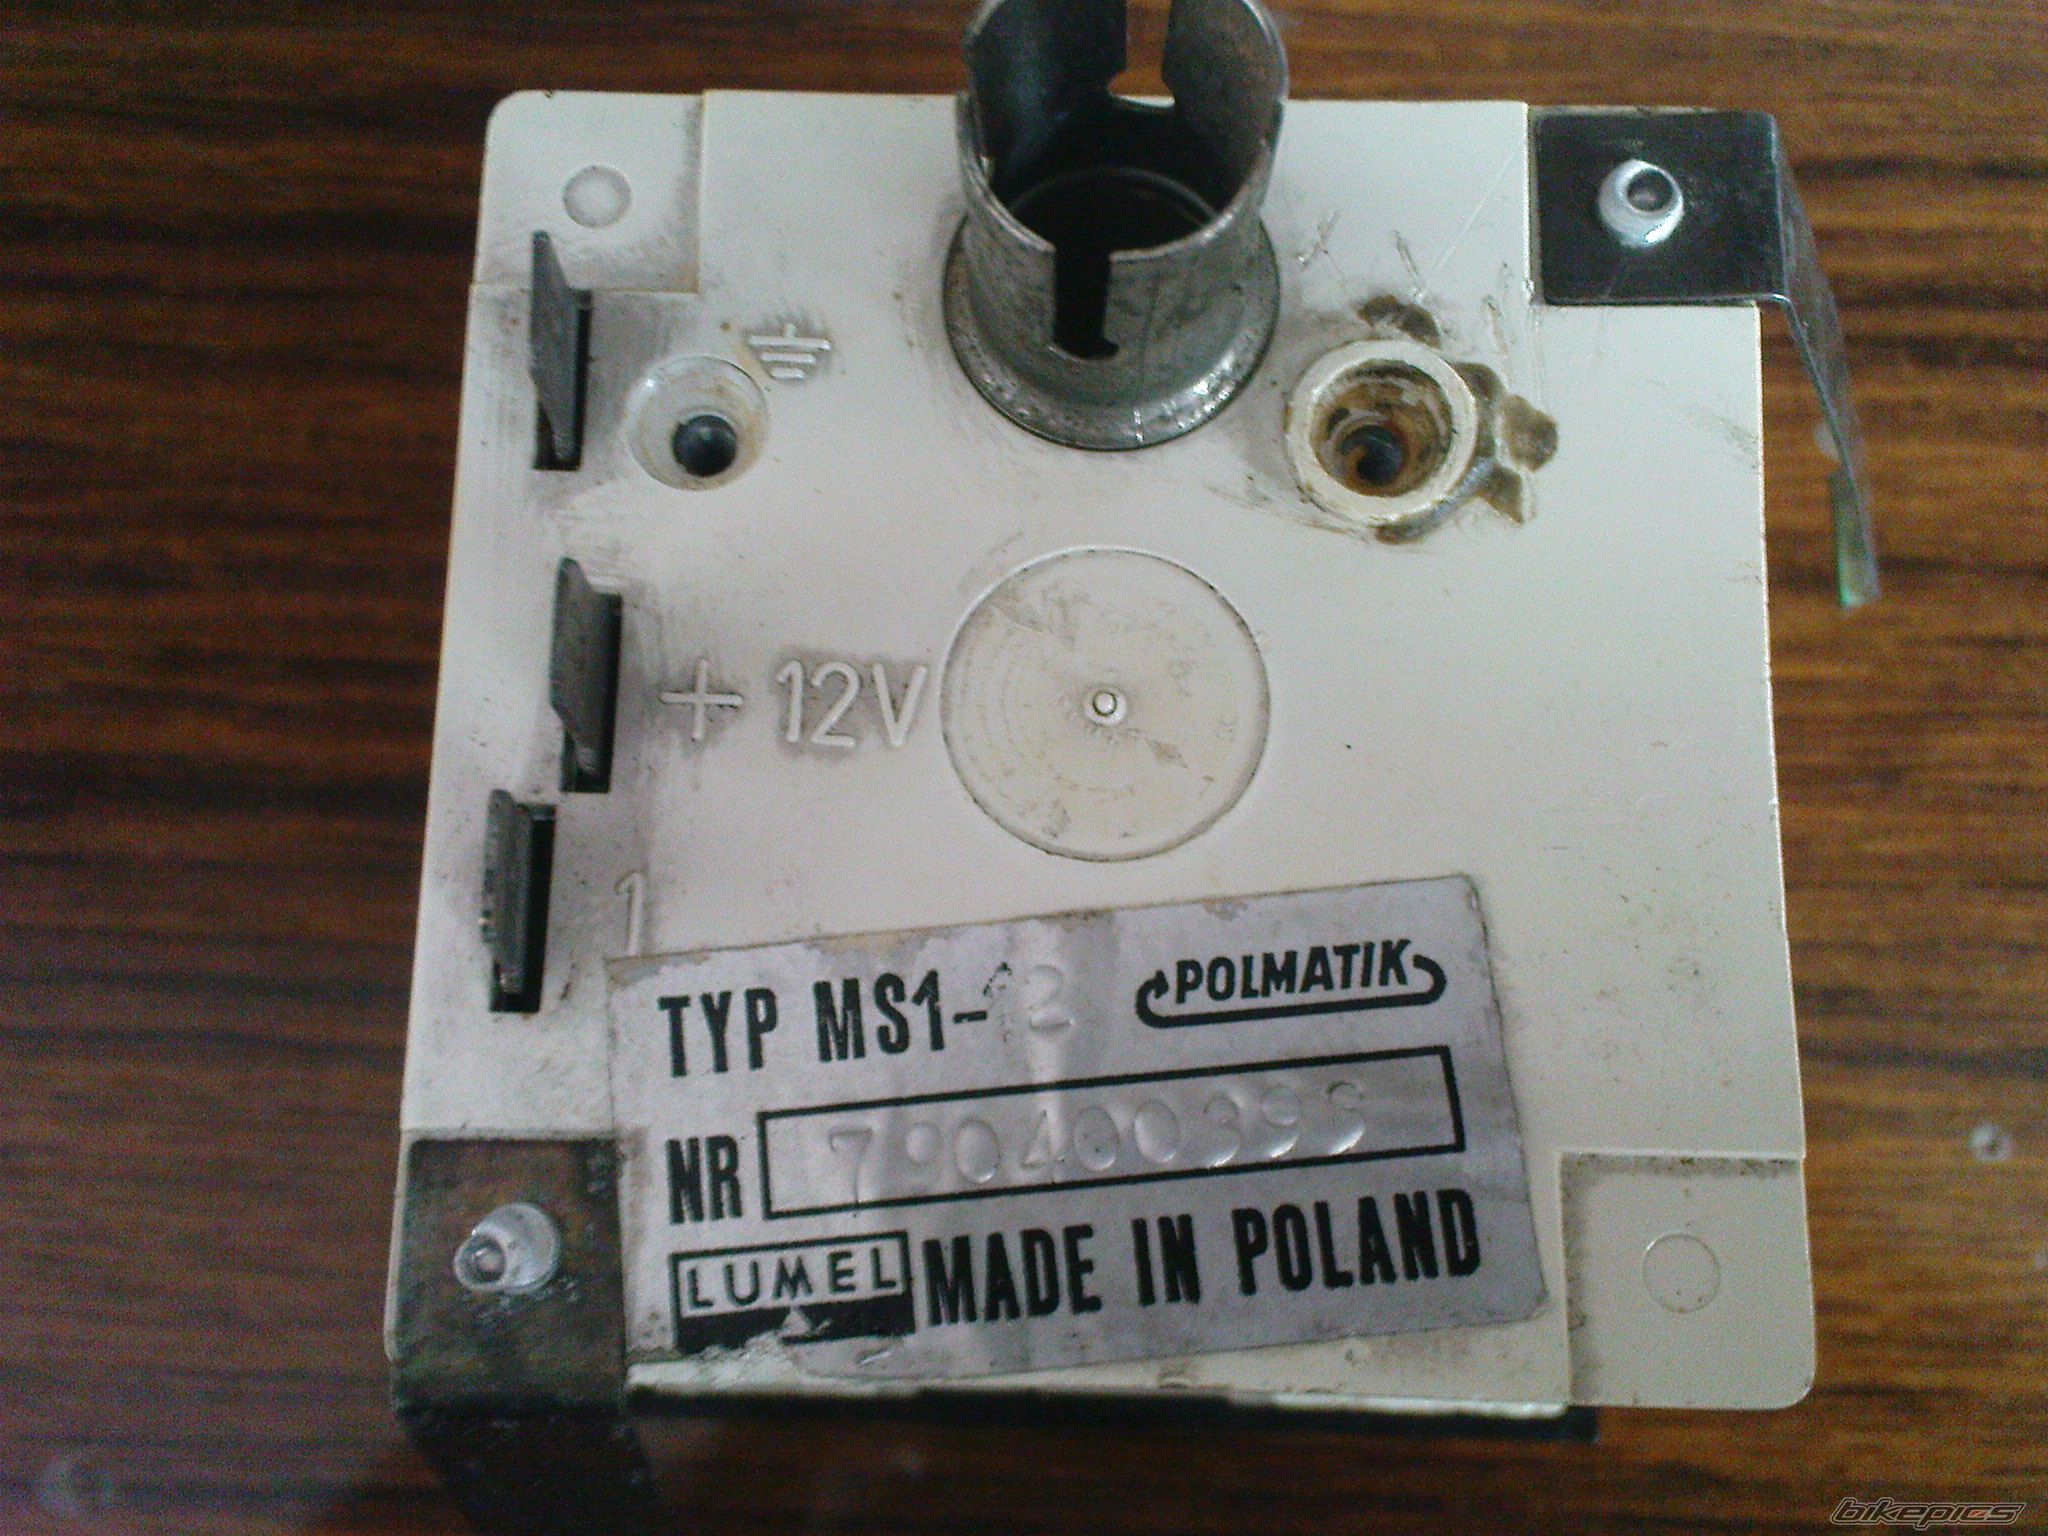 + 12V
1
TYP MS1-
POLMATIK
NR
LUMEL MADE IN POLAND
bikepics